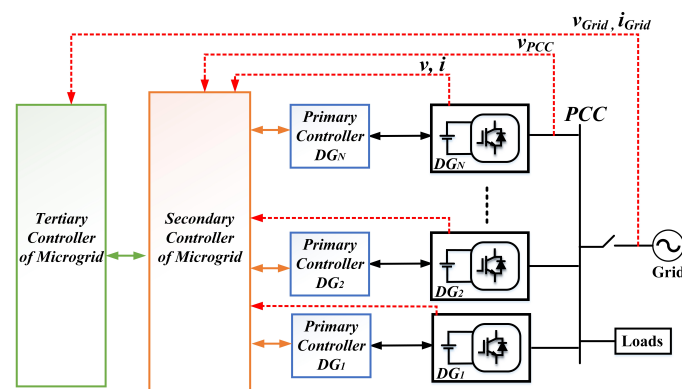 vGrid , iGrid
vPCC
v, i
PCC
Primary
Controller
DGN
DGN
Tertiary
Controller
of Microgrid
Secondary
Controller
of Microgrid
Primary
Controller
DG2
DG2
Grid
Primary
Controller
DG1
DG1
Loads